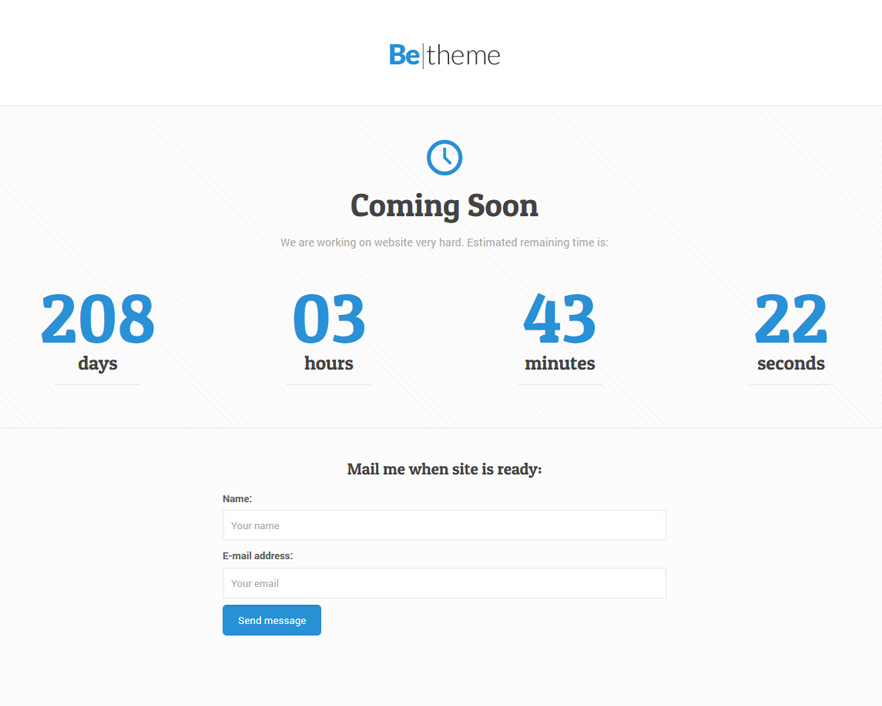 Be|theme
Coming Soon
We are working on website very hard. Estimated remaining time is:
208 03 43 22
days hours minutes seconds
Mail me when site is ready:
Name:
Your name
E-mail address:
Your email
Send message